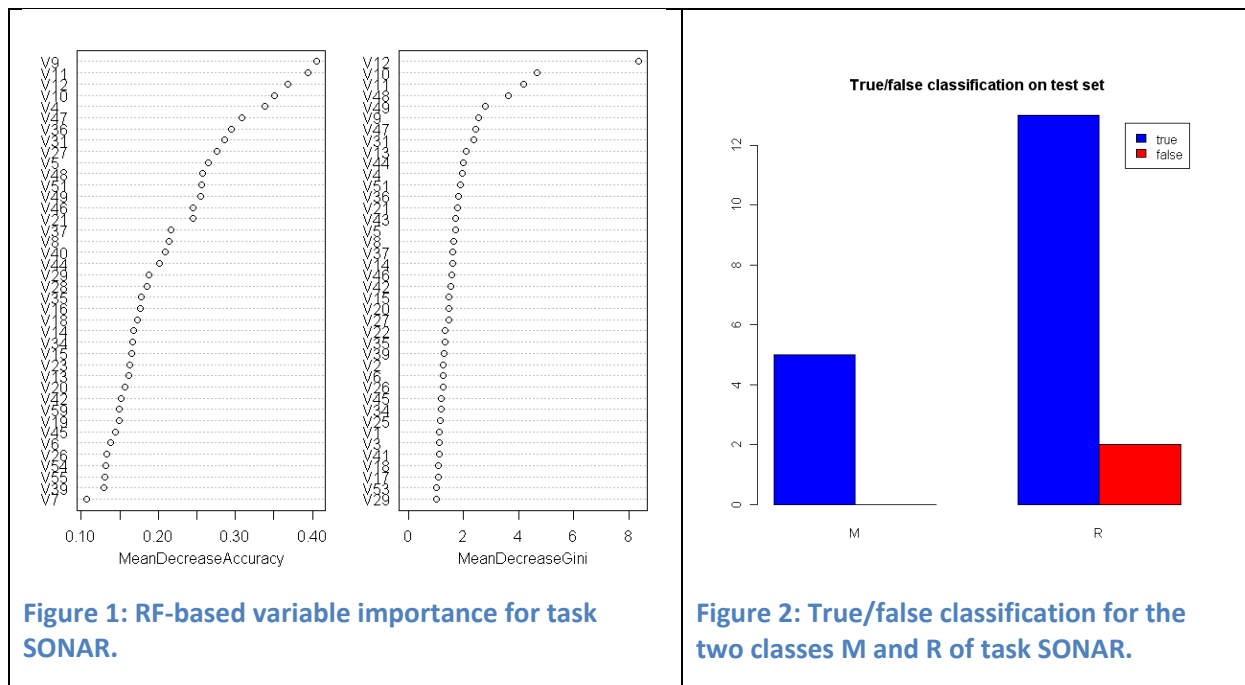 V9
V11
V12
V10
V4
V47
V36
V31
V27
V5
V48
V51
V49
V46
V21
V37
V8
V40
V44
V29
V28
V35
V16
V18
V14
V34
V15
V23
V13
V20
V42
V59
V19
V45
V6
V26
V54
V55
V39
V7
0.10 0.20 0.30 0.40
MeanDecreaseAccuracy
V12
V10
V11
V48
V49
V9
V47
V31
V13
V44
V4
V51
V36
V21
V43
V5
V8
V37
V14
V46
V42
V15
V20
V27
V22
V35
V39
V2
V6
V26
V45
V34
V25
V1
V3
V41
V18
V17
V53
V29
0 2 4 6 8
MeanDecreaseGini
Figure 1: RF-based variable importance for task
SONAR.
True/false classification on test set
true
false
12
10
8
6
4
2
0
M R
Figure 2: True/false classification for the
two classes M and R of task SONAR.